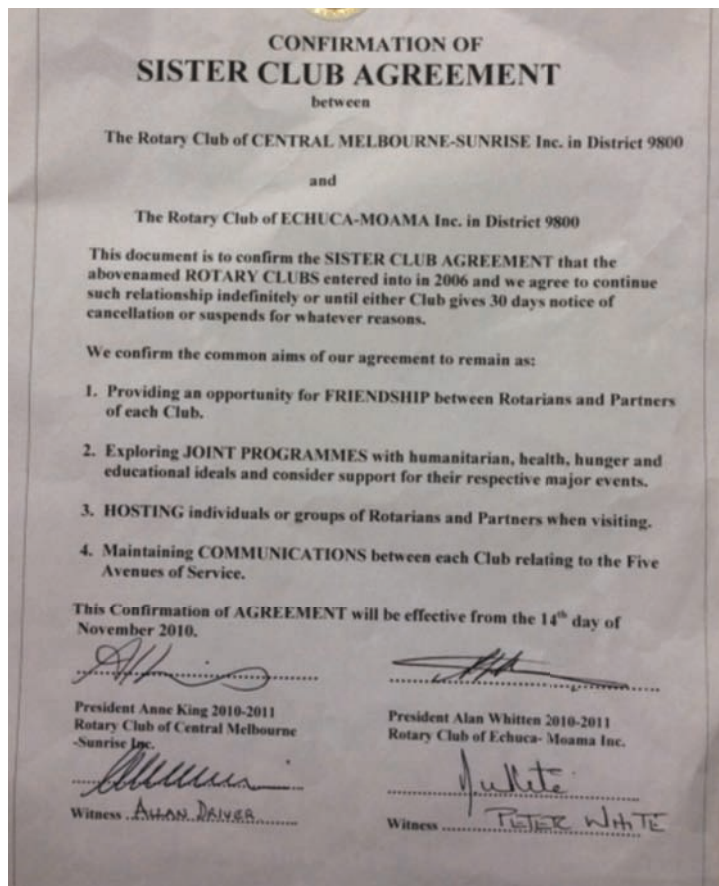 CONFIRMATION OF
SISTER CLUB AGREEMENT
between
The Rotary Club of CENTRAL MELBOURNE-SUNRISE Inc. in District 9800
and
The Rotary Club of ECHUCA-MOAMA Inc. in District 9800
This document is to confirm the SISTER CLUB AGREEMENT that the
abovenamed ROTARY CLUBS entered into in 2006 and we agree to continue
such relationship indefinitely or until either Club gives 30 days notice of
cancellation or suspends for whatever reasons.
We confirm the common aims of our agreement to remain as:
1. Providing an opportunity for FRIENDSHIP between Rotarians and Partners
of each Club.
2. Exploring JOINT PROGRAMMES with humanitarian, health, hunger and
educational ideals and consider support for their respective major events.
3. HOSTING individuals or groups of Rotarians and Partners when visiting.
4. Maintaining COMMUNICATIONS between each Club relating to the Five
Avenues of Service.
This Confirmation of AGREEMENT will be effective from the 14th day of
November 2010.
President Anne King 2010-2011
Rotary Club of Central Melbourne
-Sunrise Inc.
Witness ALLAN DRIVER
President Alan Whitten 2010-2011
Rotary Club of Echuca- Moama Inc.
Witness PETER WHITE